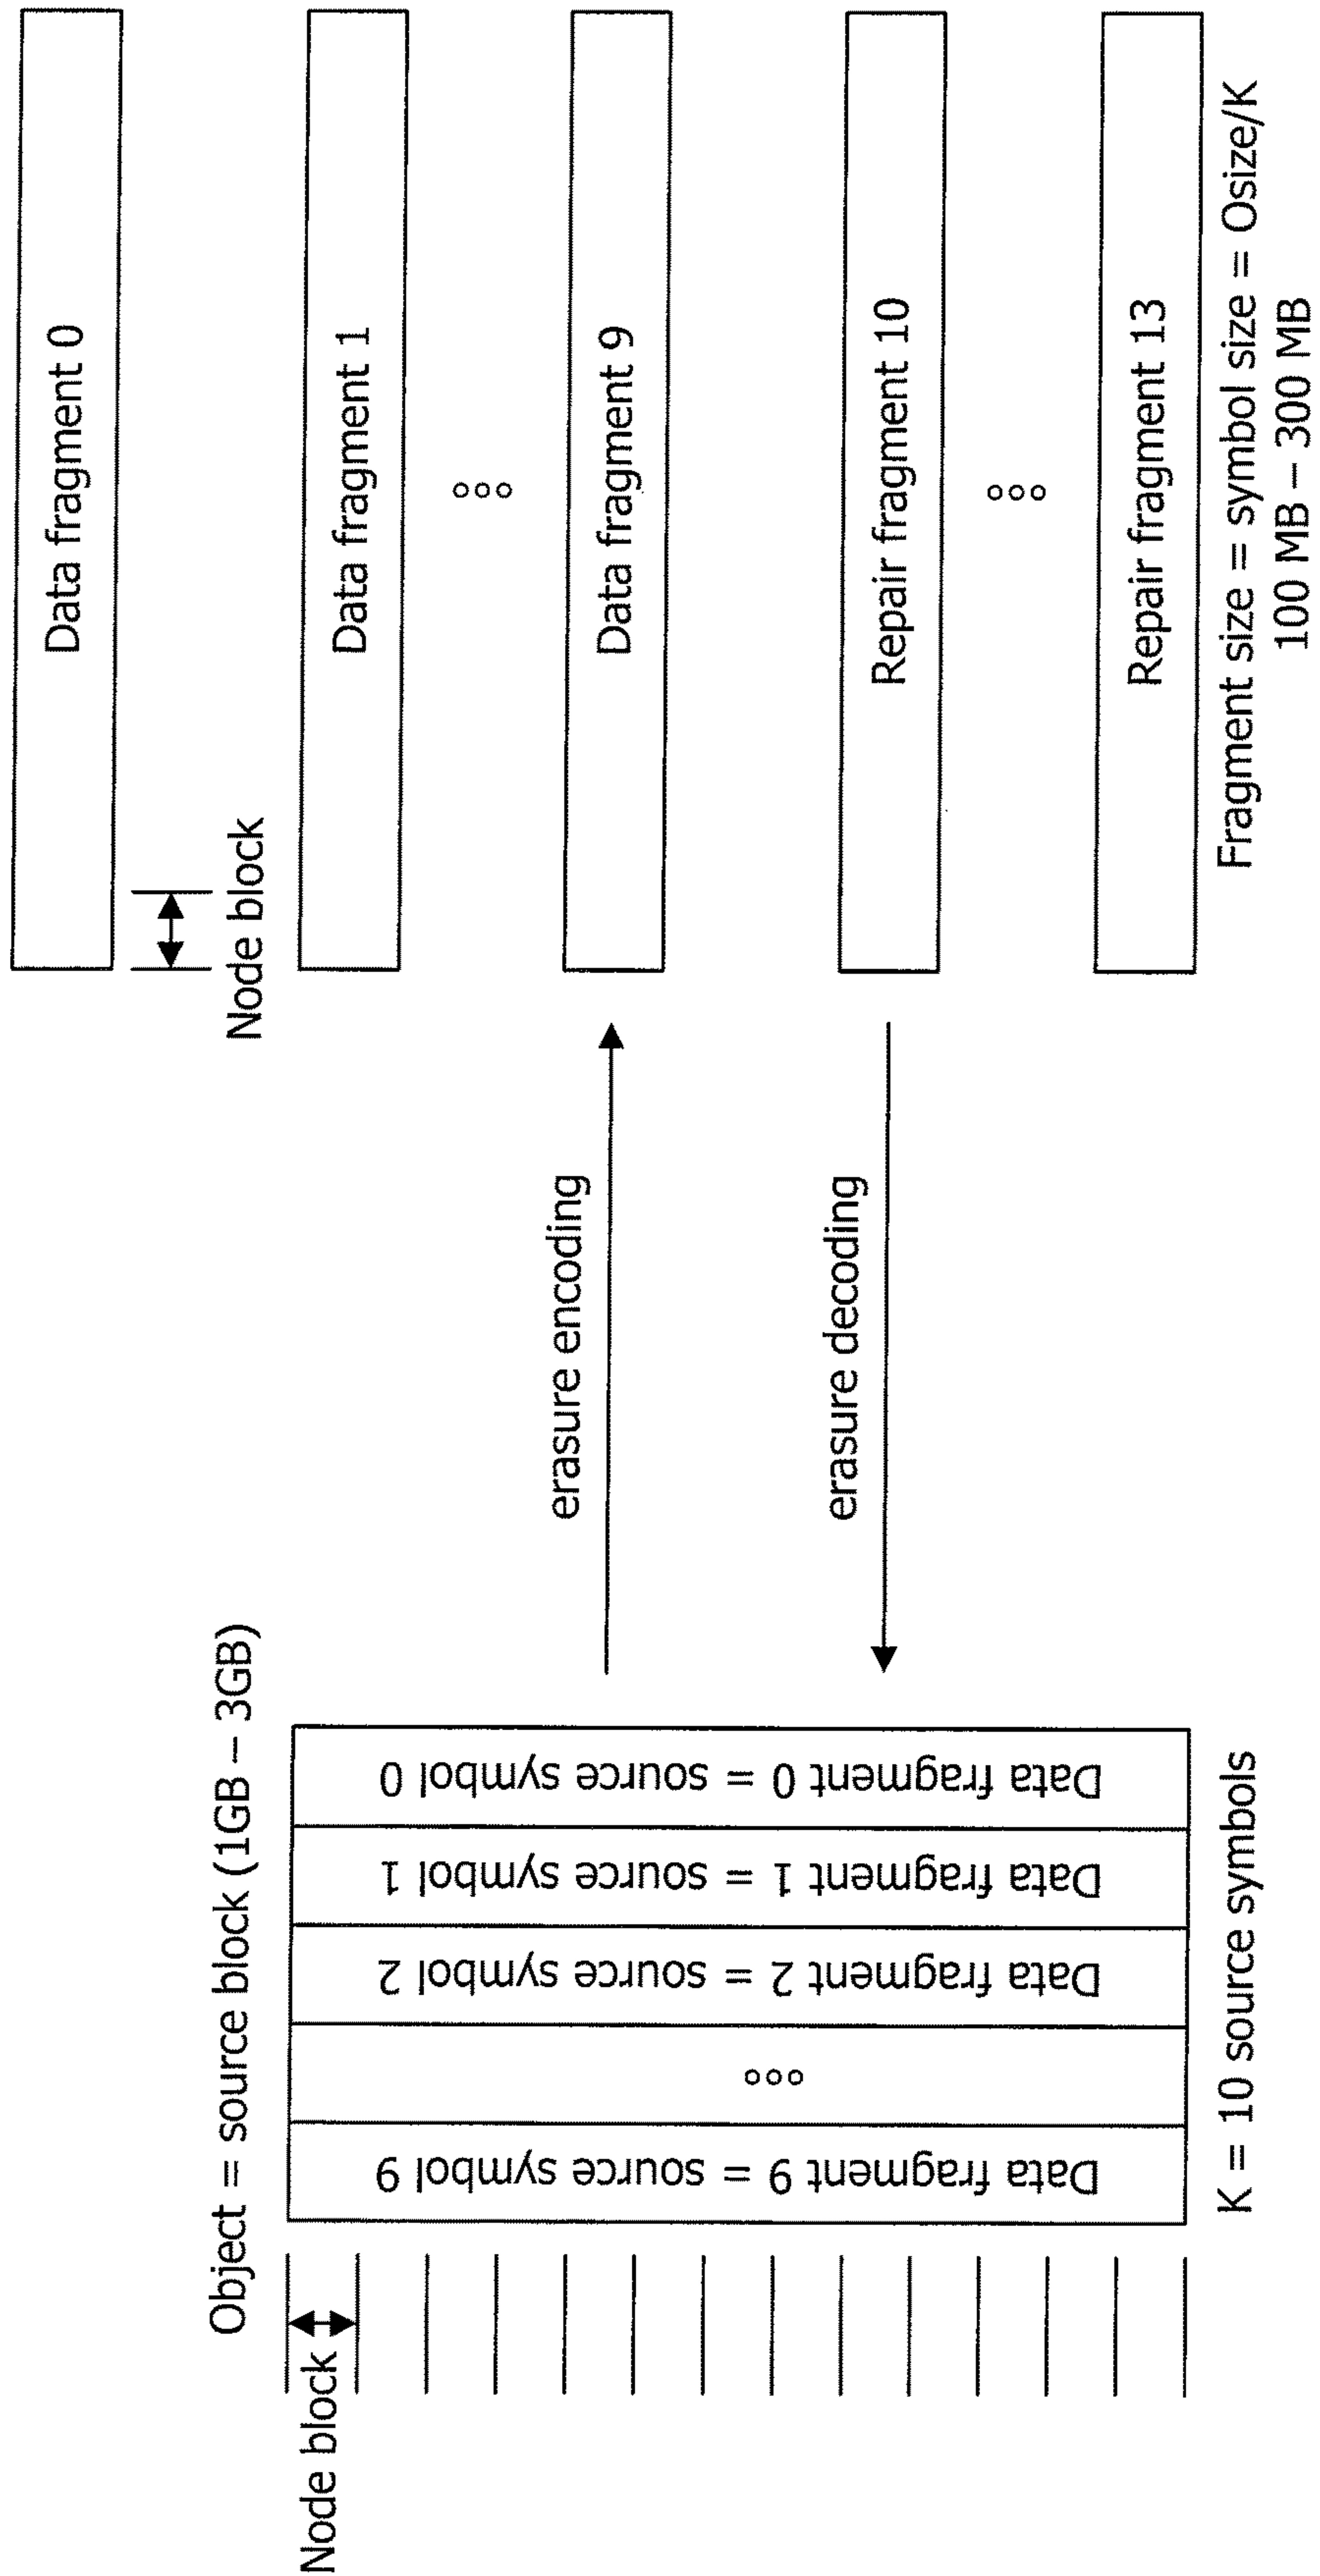 Object = source block (1GB – 3GB)
Node block
Data fragment 9 = source symbol 9
Data fragment 2 = source symbol 2
Data fragment 1 = source symbol 1
Data fragment 0 = source symbol 0
K = 10 source symbols
erasure encoding
erasure decoding
Data fragment 0
Node block
Data fragment 1
Data fragment 9
Repair fragment 10
Repair fragment 13
Fragment size = symbol size = Osize/K
100 MB – 300 MB